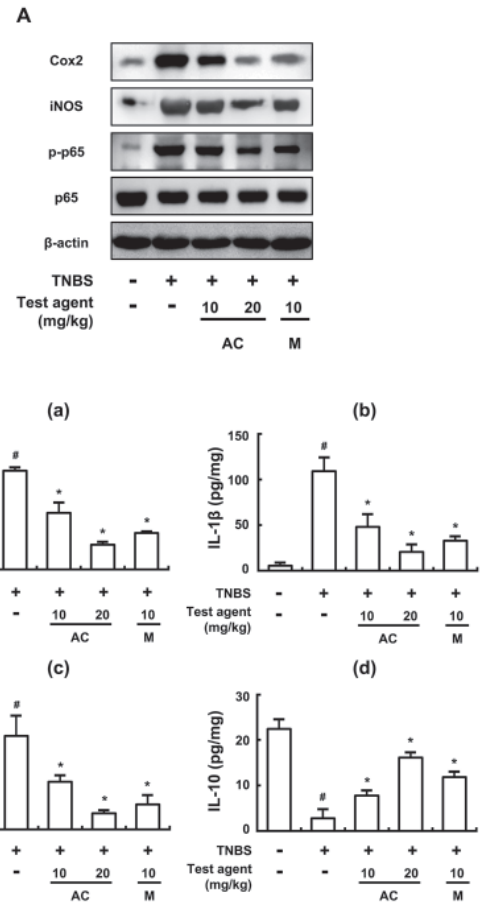 A
Cox2
iNOS
p-p65
p65
β-actin
TNBS - + + + +
Test agent - - 10 20 10
(mg/kg)
AC M
(a)
#
*
*
*
+ + + +
- 10 20 10
AC M
(b)
IL-1β (pg/mg)
150
100
50
0
#
*
*
*
TNBS - + + + +
Test agent - - 10 20 10
(mg/kg)
AC M
(c)
#
*
*
*
+ + + +
- 10 20 10
AC M
(d)
IL-10 (pg/mg)
30
20
10
0
#
*
*
*
TNBS - + + + +
Test agent - - 10 20 10
(mg/kg)
AC M